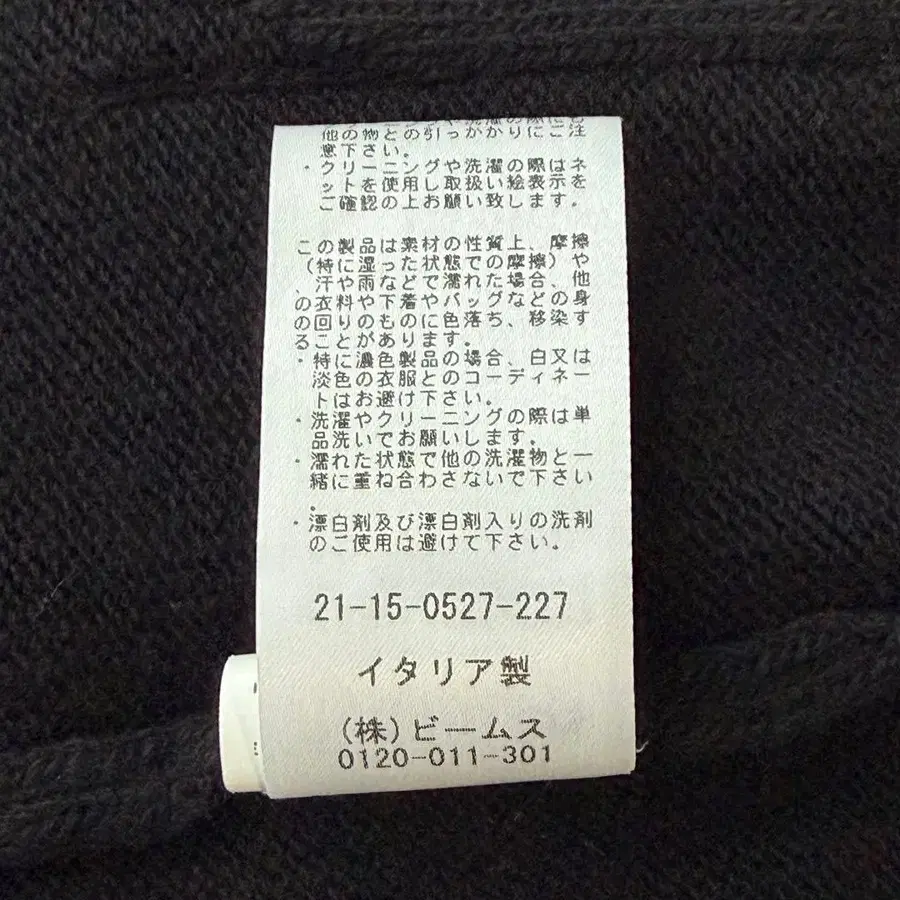 他の物との引っかかりにご注
意下さい。
・クリーニングや洗濯の際はネ
ットを使用し取扱い絵表示を
ご確認の上お願い致します。
この製品は素材の性質上、摩擦
（特に湿った状態での摩擦）や
、汗や雨などで濡れた場合、他
の衣料や下着やバッグなどの身
の回りのものに色落ち、移染す
ることがあります。
・特に濃色製品の場合、白又は
淡色の衣服とのコーディネー
トはお避け下さい。
・洗濯やクリーニングの際は単
品洗いでお願いします。
・濡れた状態で他の洗濯物と一
緒に重ね合わさないで下さい
。
・漂白剤及び漂白剤入りの洗剤
のご使用は避けて下さい。
21-15-0527-227
イタリア製
(株)ビームス
0120-011-301